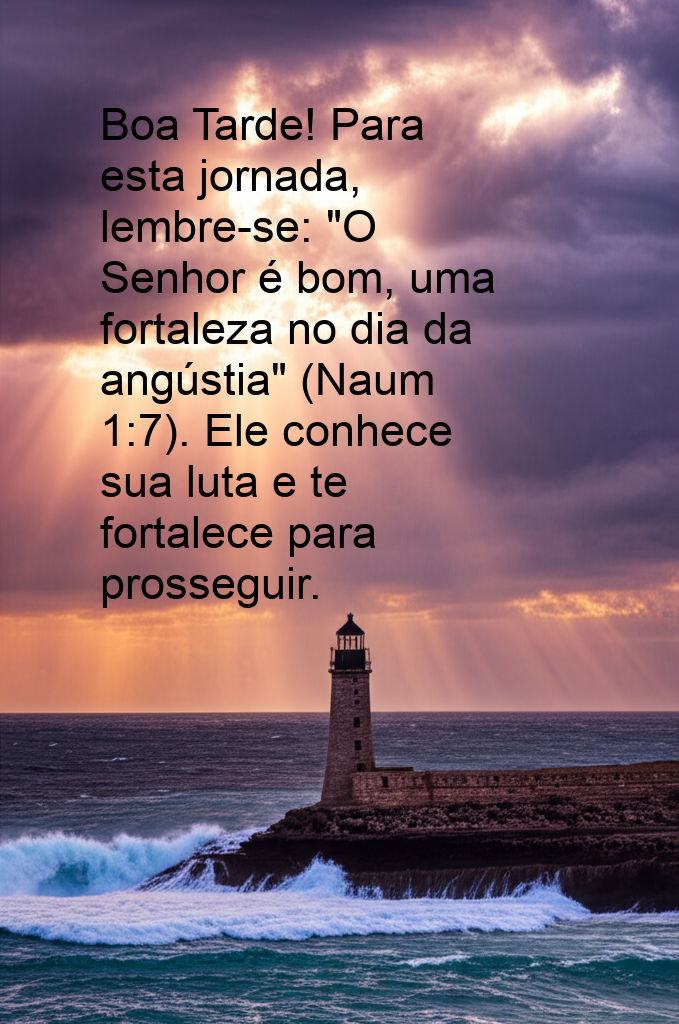 Boa Tarde! Para
esta jornada,
lembre-se: "O
Senhor é bom, uma
fortaleza no dia da
angústia" (Naum
1:7). Ele conhece
sua luta e te
fortalece para
prosseguir.